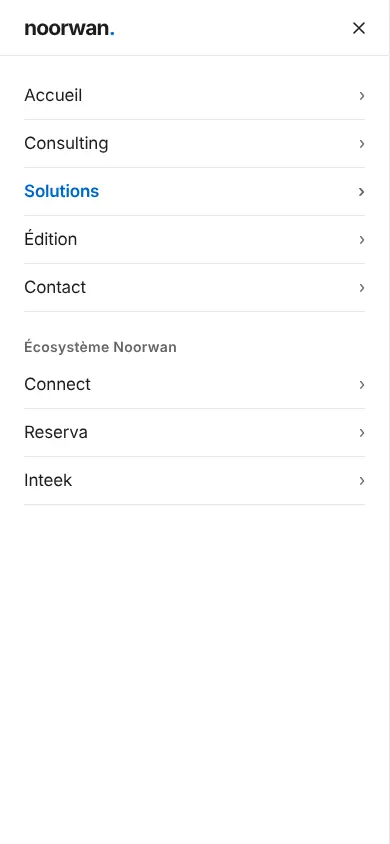 noorwan.
Accueil
Consulting
Solutions
Édition
Contact
Écosystème Noorwan
Connect
Reserva
Inteek